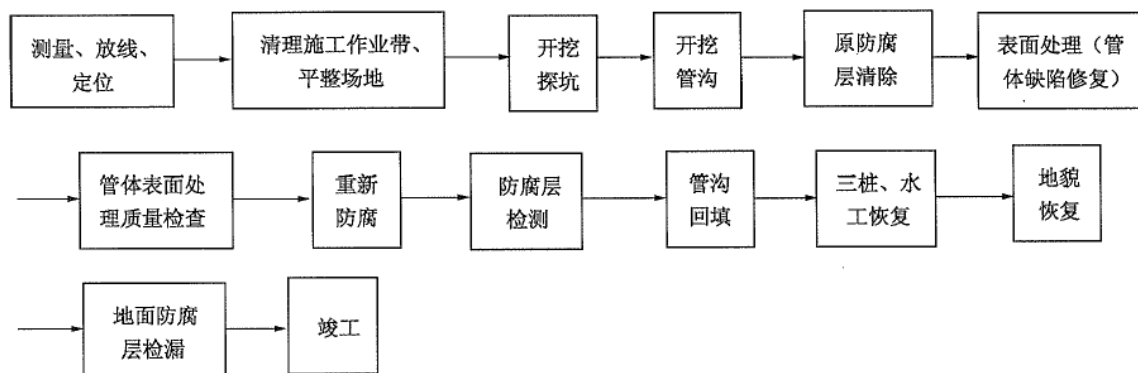 测量、放线、
定位
清理施工作业带、
平整场地
开挖
探坑
开挖
管沟
原防腐
层清除
表面处理（管
体缺陷修复）
管体表面处
理质量检查
重新
防腐
防腐层
检测
管沟
回填
三桩、水
工恢复
地貌
恢复
地面防腐
层检漏
竣工